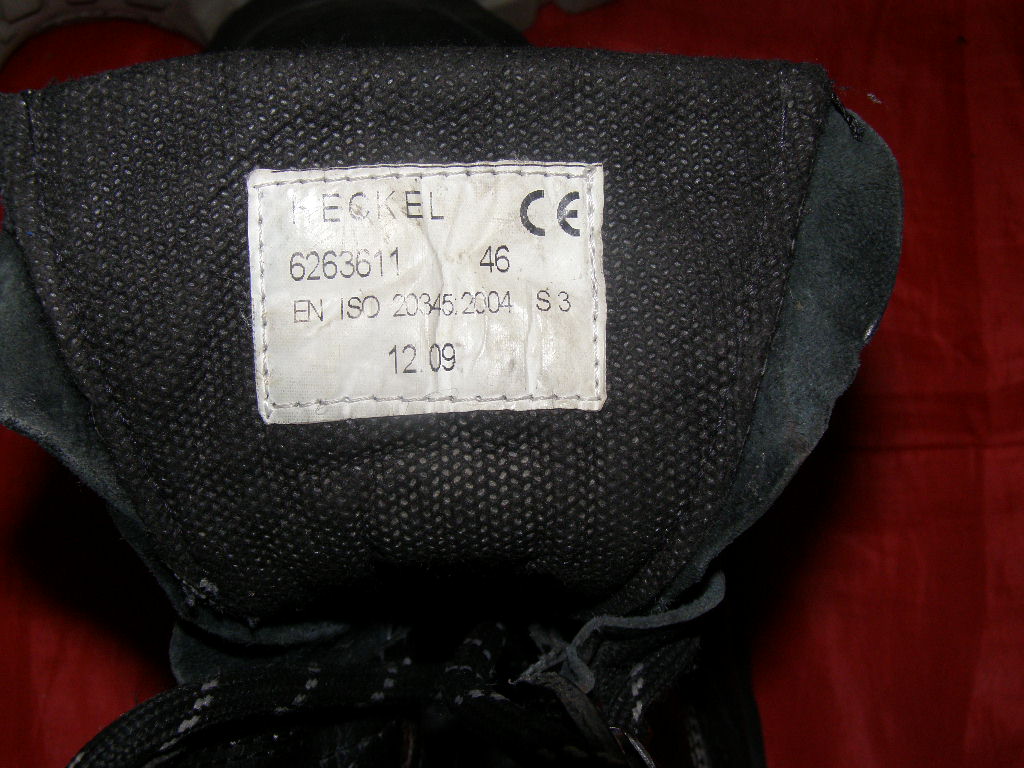 HECKEL CE
6263611 46
EN ISO 20345:2004 S3
12.09